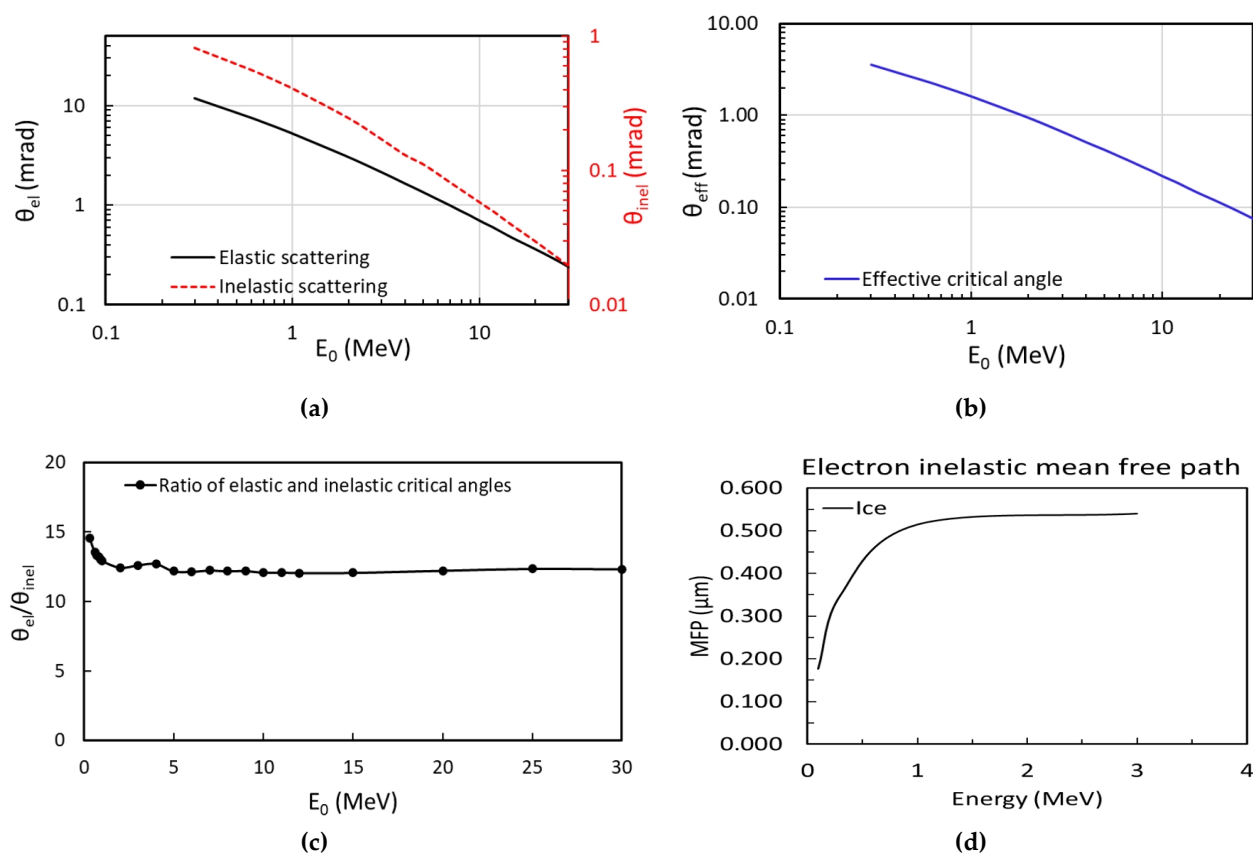 10
1
0.1
θel (mrad)
1
0.1
0.01
θinel (mrad)
Elastic scattering
Inelastic scattering
0.1 1 10
E0 (MeV)
(a)
10.00
1.00
0.10
0.01
θeff (mrad)
Effective critical angle
0.1 1 10
E0 (MeV)
(b)
20
15
10
5
0
θel/θinel
Ratio of elastic and inelastic critical angles
0 5 10 15 20 25 30
E0 (MeV)
(c)
Electron inelastic mean free path
0.600
0.500
0.400
0.300
0.200
0.100
0.000
MFP (µm)
Ice
0 1 2 3 4
Energy (MeV)
(d)